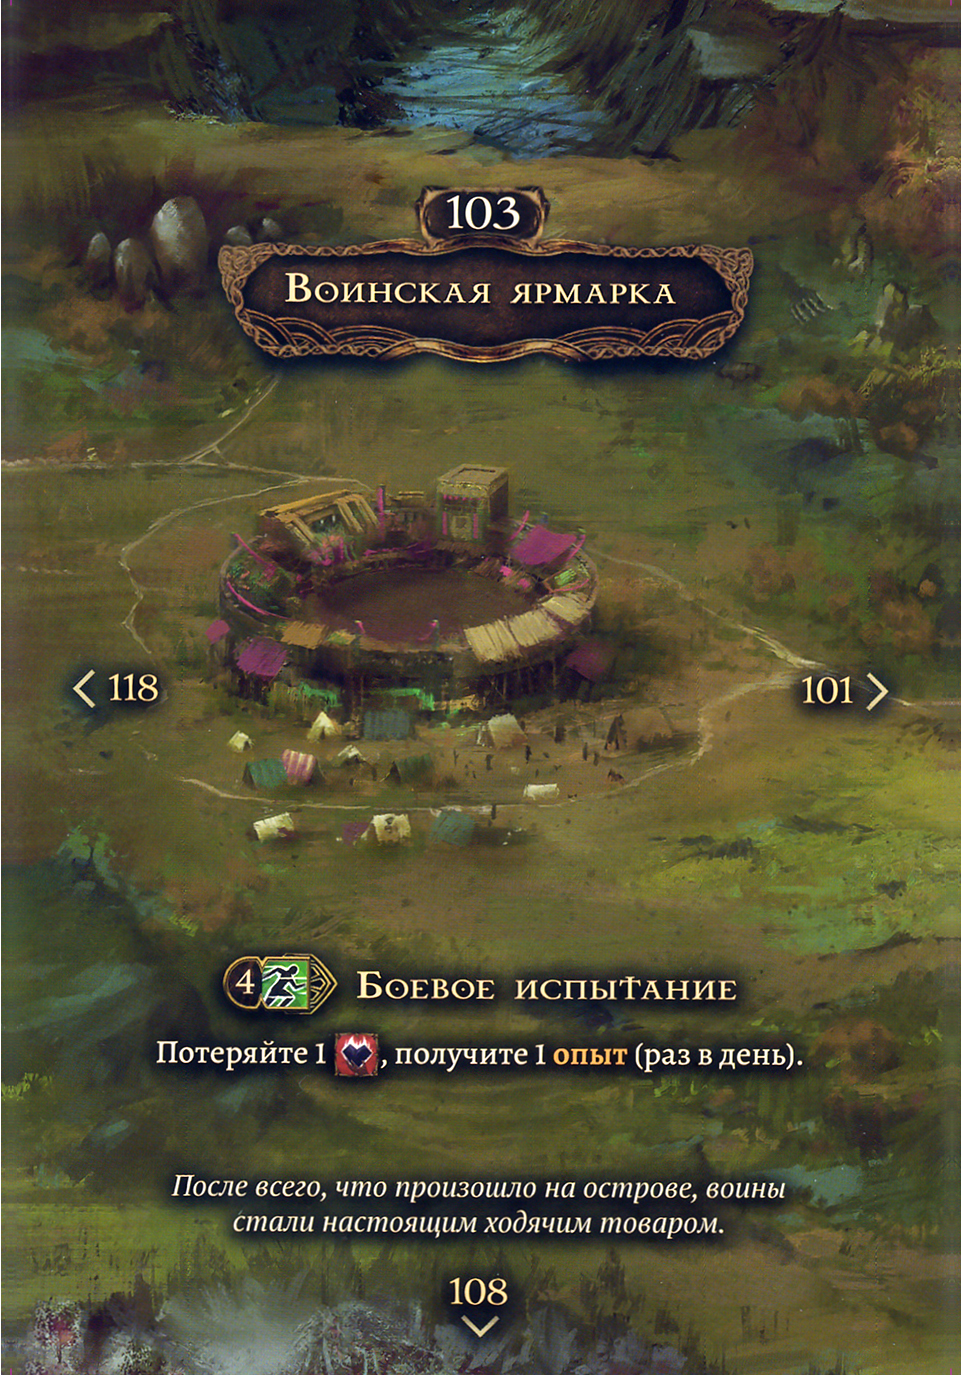 103
Воинская ярмарка
118
101
4 Боевое испытание
Потеряйте 1 , получите 1 опыт (раз в день).
После всего, что произошло на острове, воины
стали настоящим ходячим товаром.
108